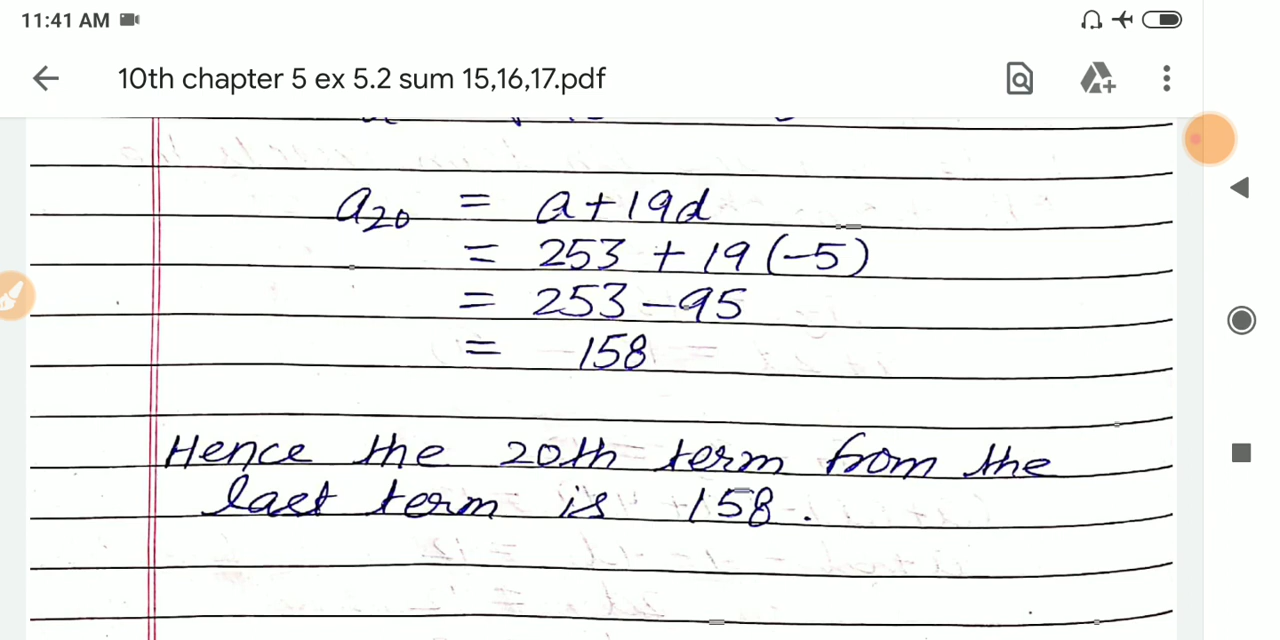 11:41 AM
10th chapter 5 ex 5.2 sum 15,16,17.pdf
a₂₀ = a+19d
= 253 + 19 (-5)
= 253 - 95
= 158
Hence the 20th term from the
last term is 158.